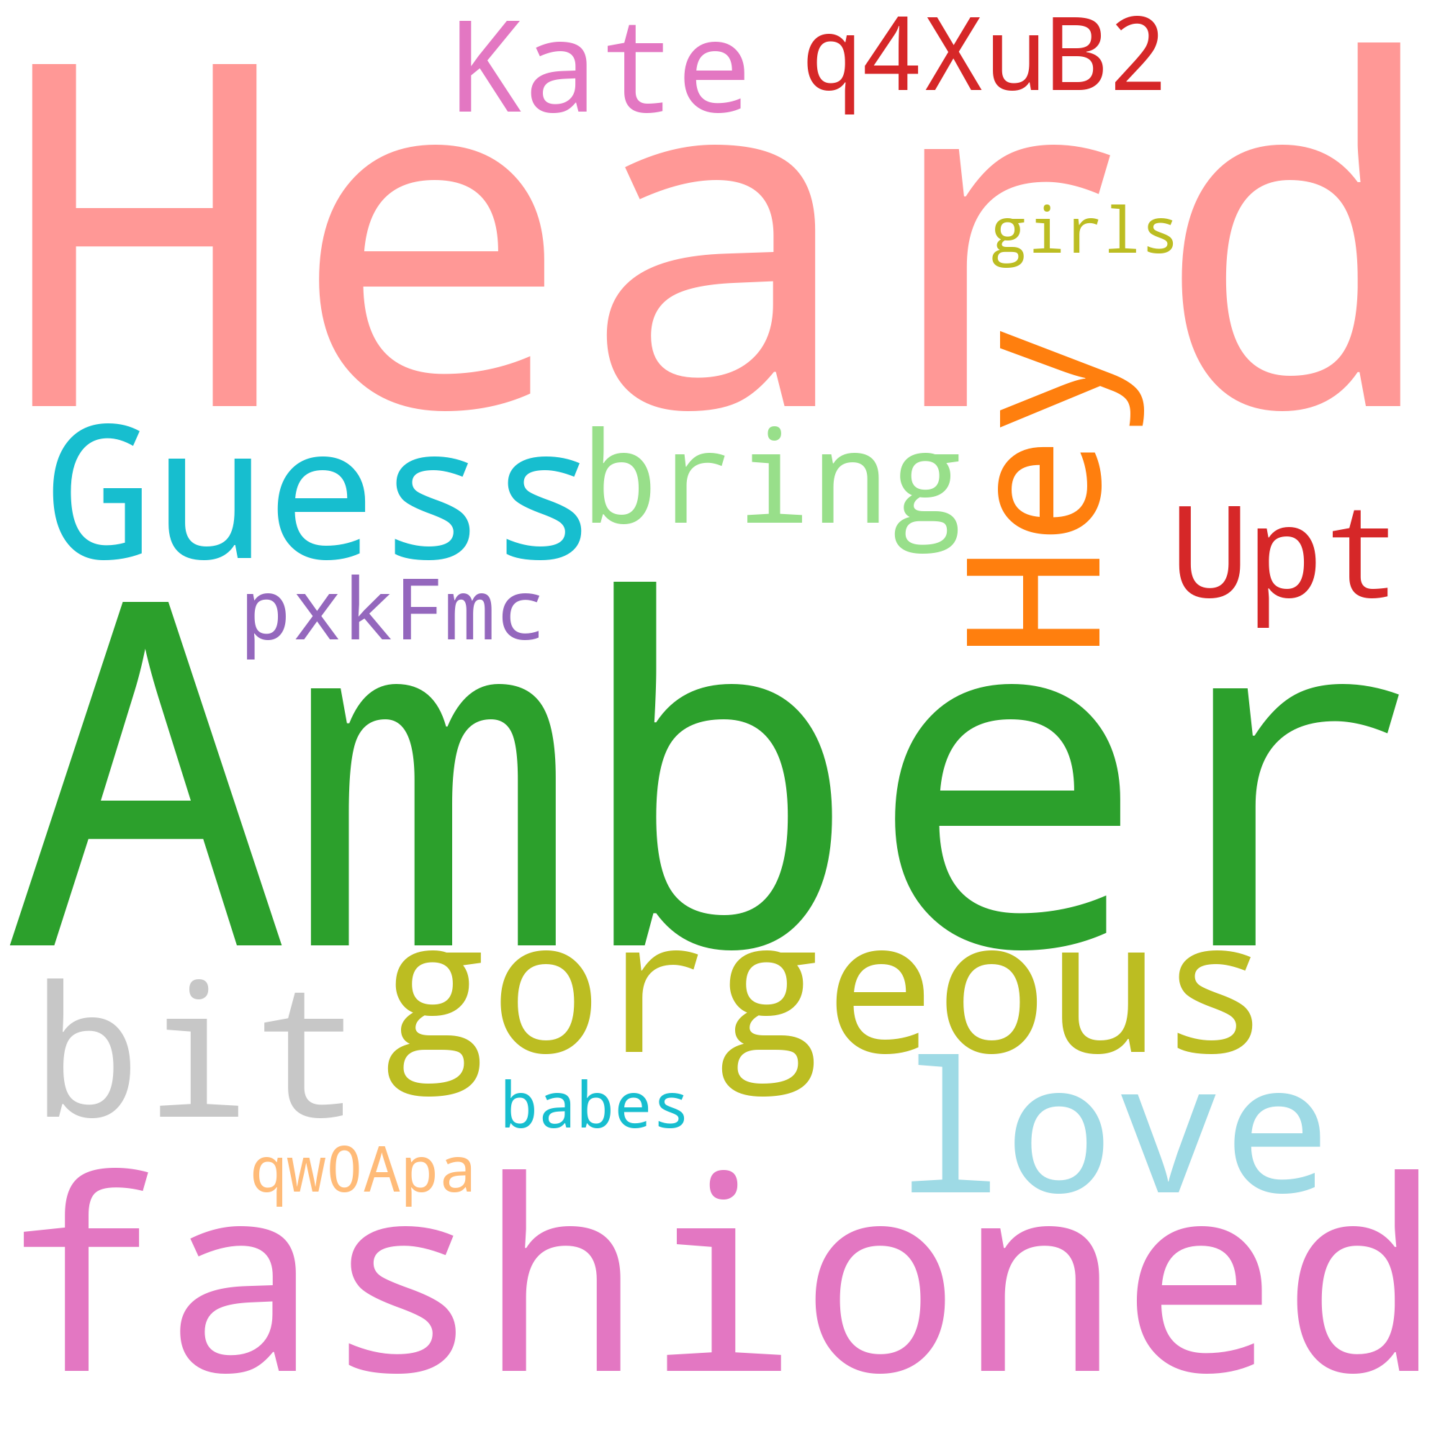 Kate q4XuB2
Heard
girls
Hey
Guess bring
Upt
pxkFmc
Amber
gorgeous
bit
love
babes
qw0Apa
fashioned